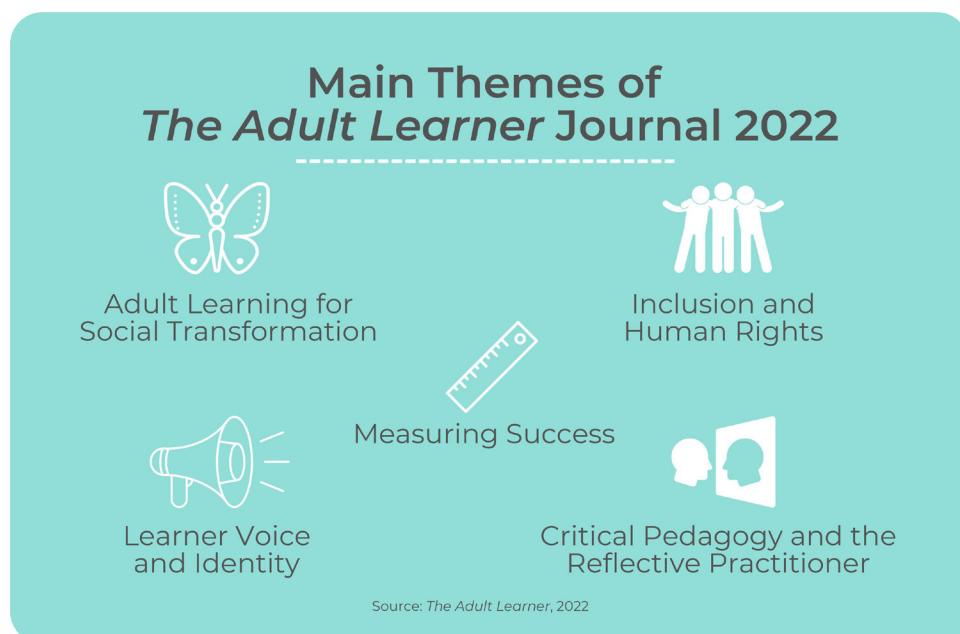 Main Themes of
The Adult Learner Journal 2022
Adult Learning for
Social Transformation
Inclusion and
Human Rights
Measuring Success
Learner Voice
and Identity
Critical Pedagogy and the
Reflective Practitioner
Source: The Adult Learner, 2022